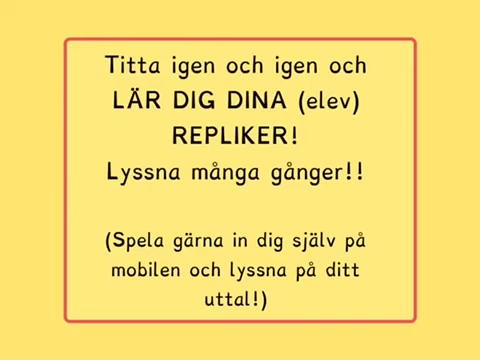 Titta igen och igen och
LÄR DIG DINA (elev)
REPLIKER!
Lyssna många gånger!!
(Spela gärna in dig själv på
mobilen och lyssna på ditt
uttal!)